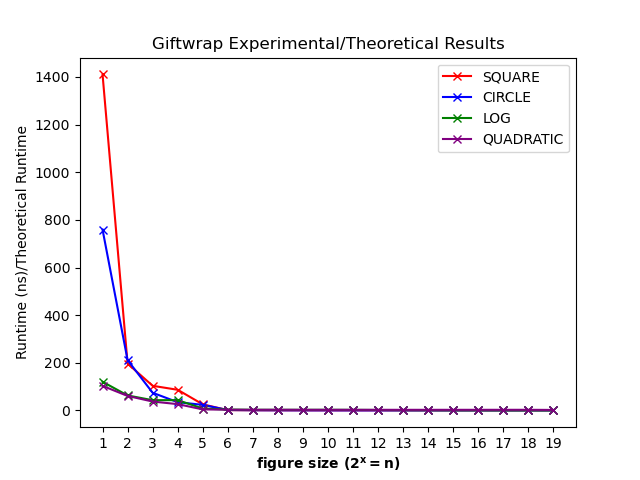 Giftwrap Experimental/Theoretical Results
SQUARE
CIRCLE
LOG
QUADRATIC
Runtime (ns)/Theoretical Runtime
1400
1200
1000
800
600
400
200
0
1 2 3 4 5 6 7 8 9 10 11 12 13 14 15 16 17 18 19
figure size (2ˣ = n)